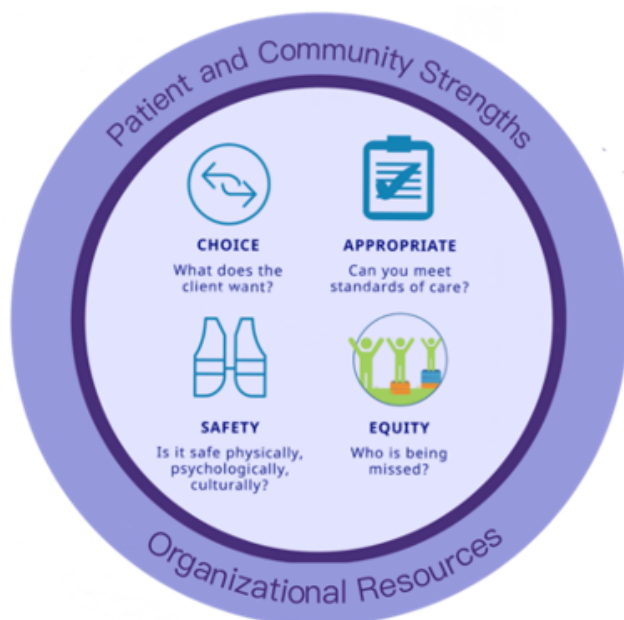 Patient and Community Strengths
CHOICE
What does the
client want?
APPROPRIATE
Can you meet
standards of care?
SAFETY
Is it safe physically,
psychologically,
culturally?
EQUITY
Who is being
missed?
Organizational Resources